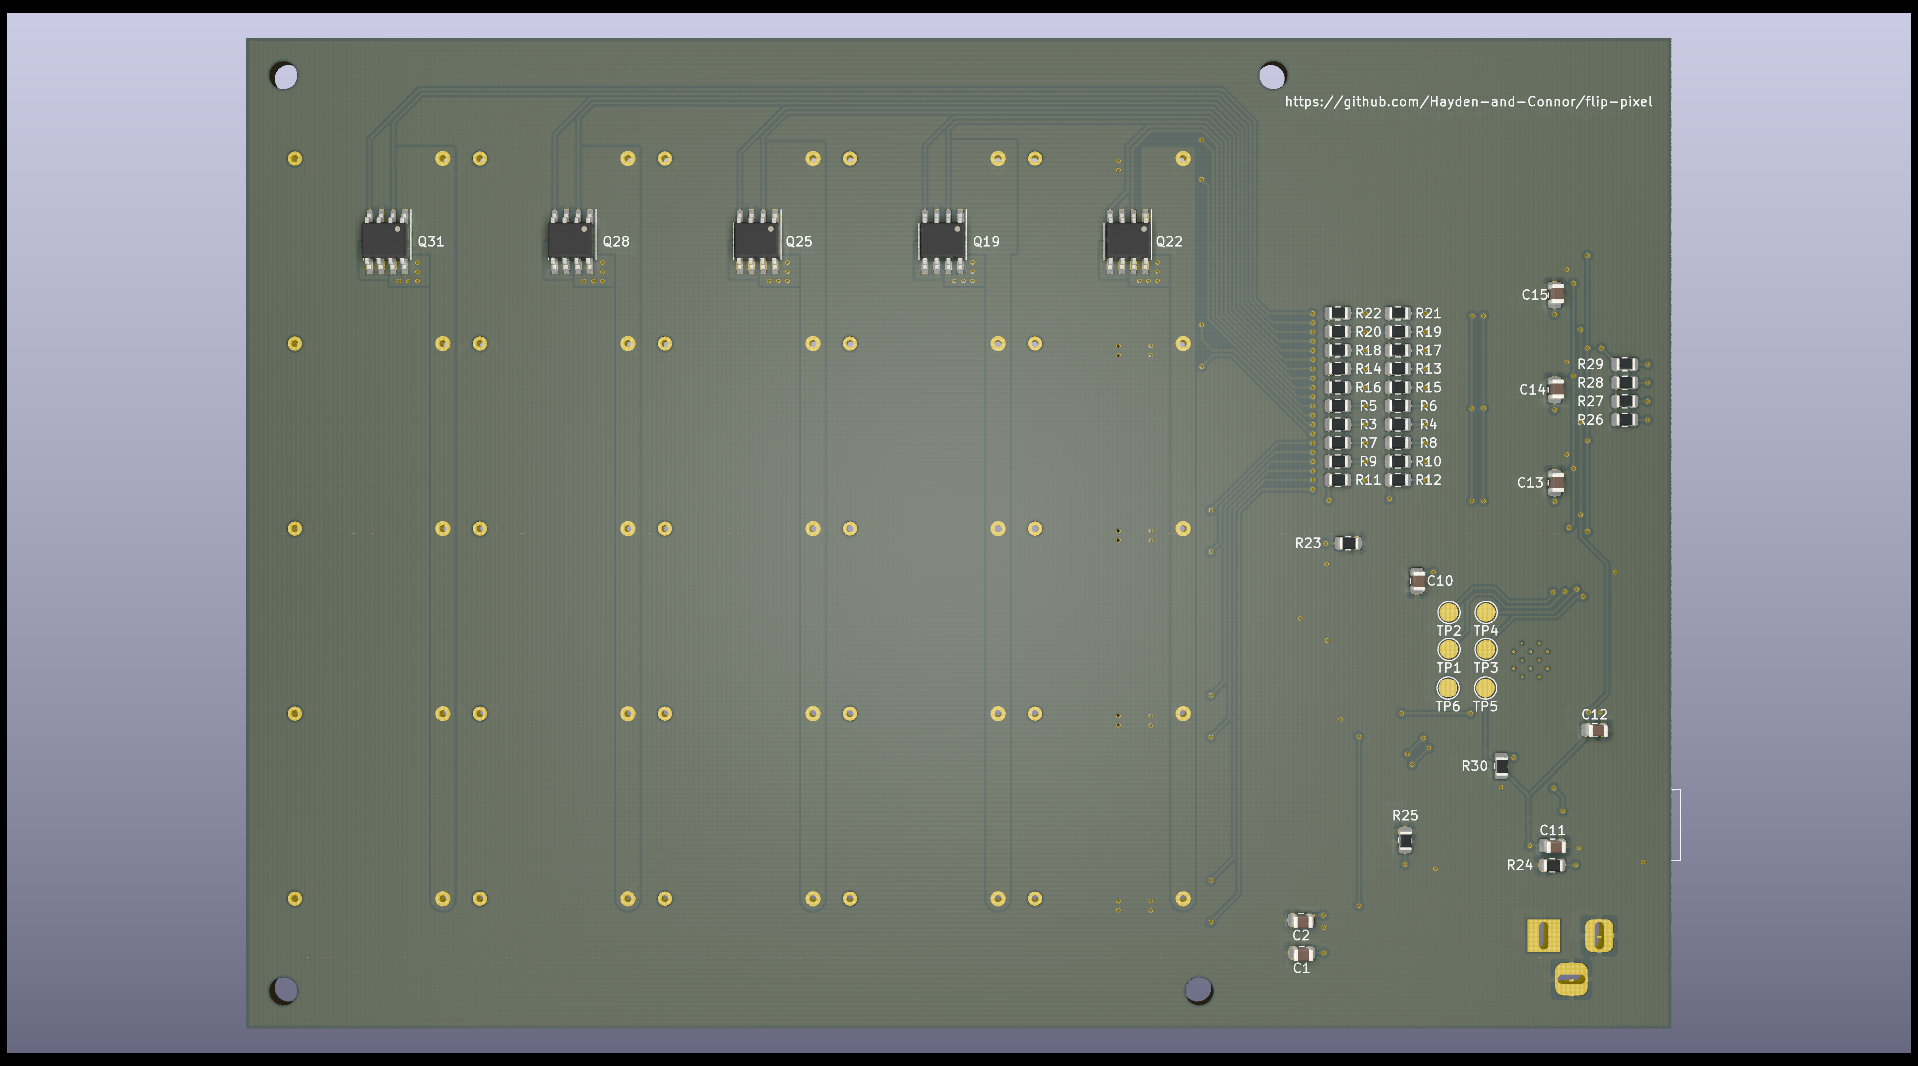 https://github.com/Hayden-and-Connor/flip-pixel
Q31
Q28
Q25
Q19
Q22
C15
R22
R21
R20
R19
R18
R17
R14
R13
R16
R15
R5
R6
R3
R4
R7
R8
R9
R10
R11
R12
R29
R28
R27
R26
C14
C13
R23
C10
TP2
TP4
TP1
TP3
TP6
TP5
C12
R30
R25
C11
R24
C2
C1